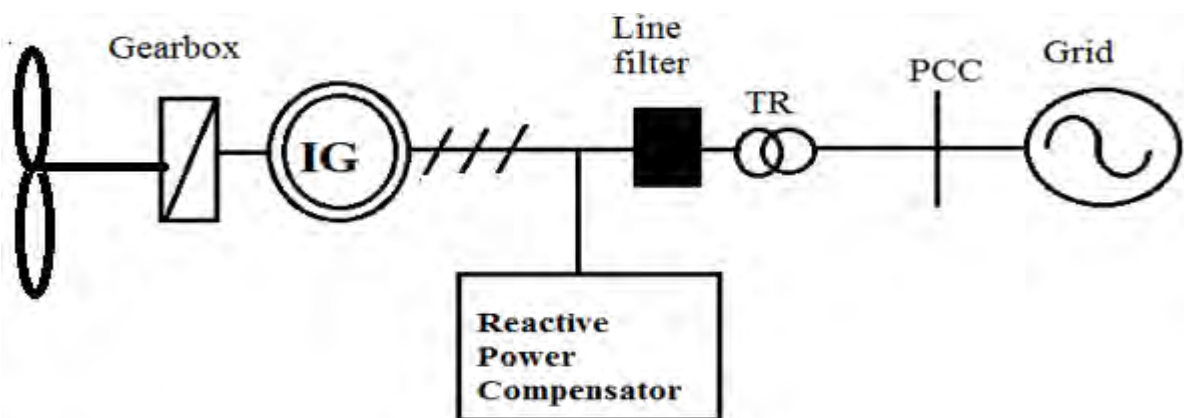 Gearbox
IG
Line
filter
TR
PCC
Grid
Reactive
Power
Compensator